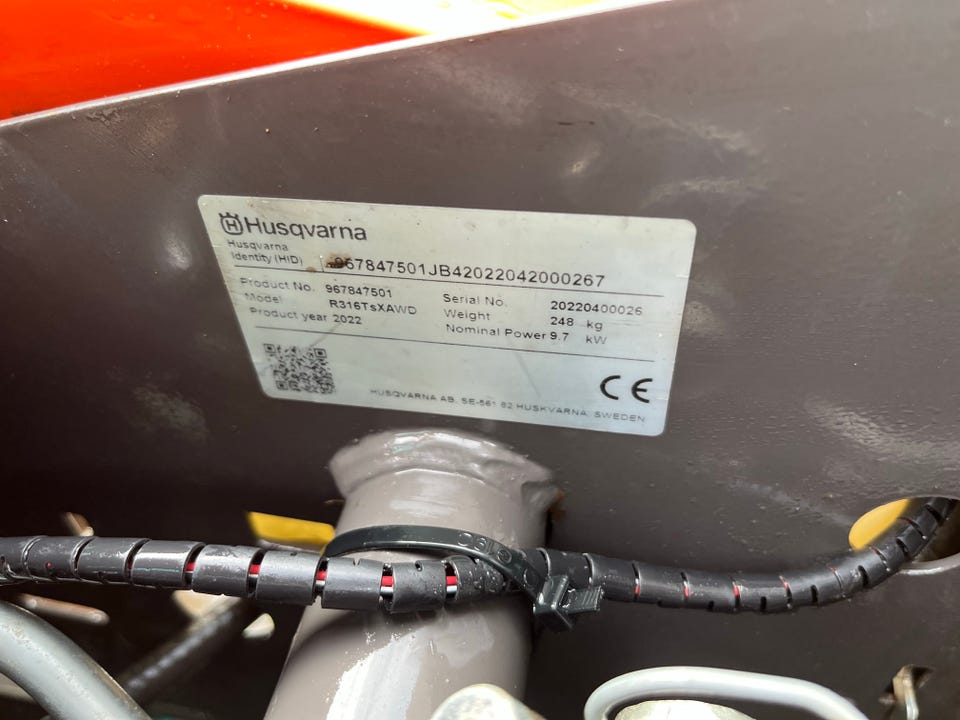 Husqvarna
Husqvarna
Identity (HID) 967847501JB42022042000267
Product No. 967847501
Model R316TsXAWD
Product year 2022
Serial No. 20220400026
Weight 248 kg
Nominal Power 9.7 kW
CE
HUSQVARNA AB, SE-561 82 HUSKVARNA, SWEDEN